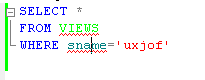 SELECT *
FROM VIEWS
WHERE sname='uxjof'